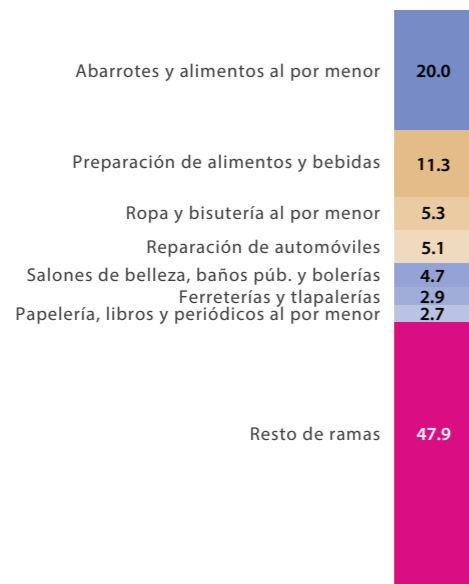 Abarrotes y alimentos al por menor 20.0
Preparación de alimentos y bebidas 11.3
Ropa y bisutería al por menor 5.3
Reparación de automóviles 5.1
Salones de belleza, baños púb. y bolerías 4.7
Ferreterías y tlapalerías 2.9
Papelería, libros y periódicos al por menor 2.7
Resto de ramas 47.9